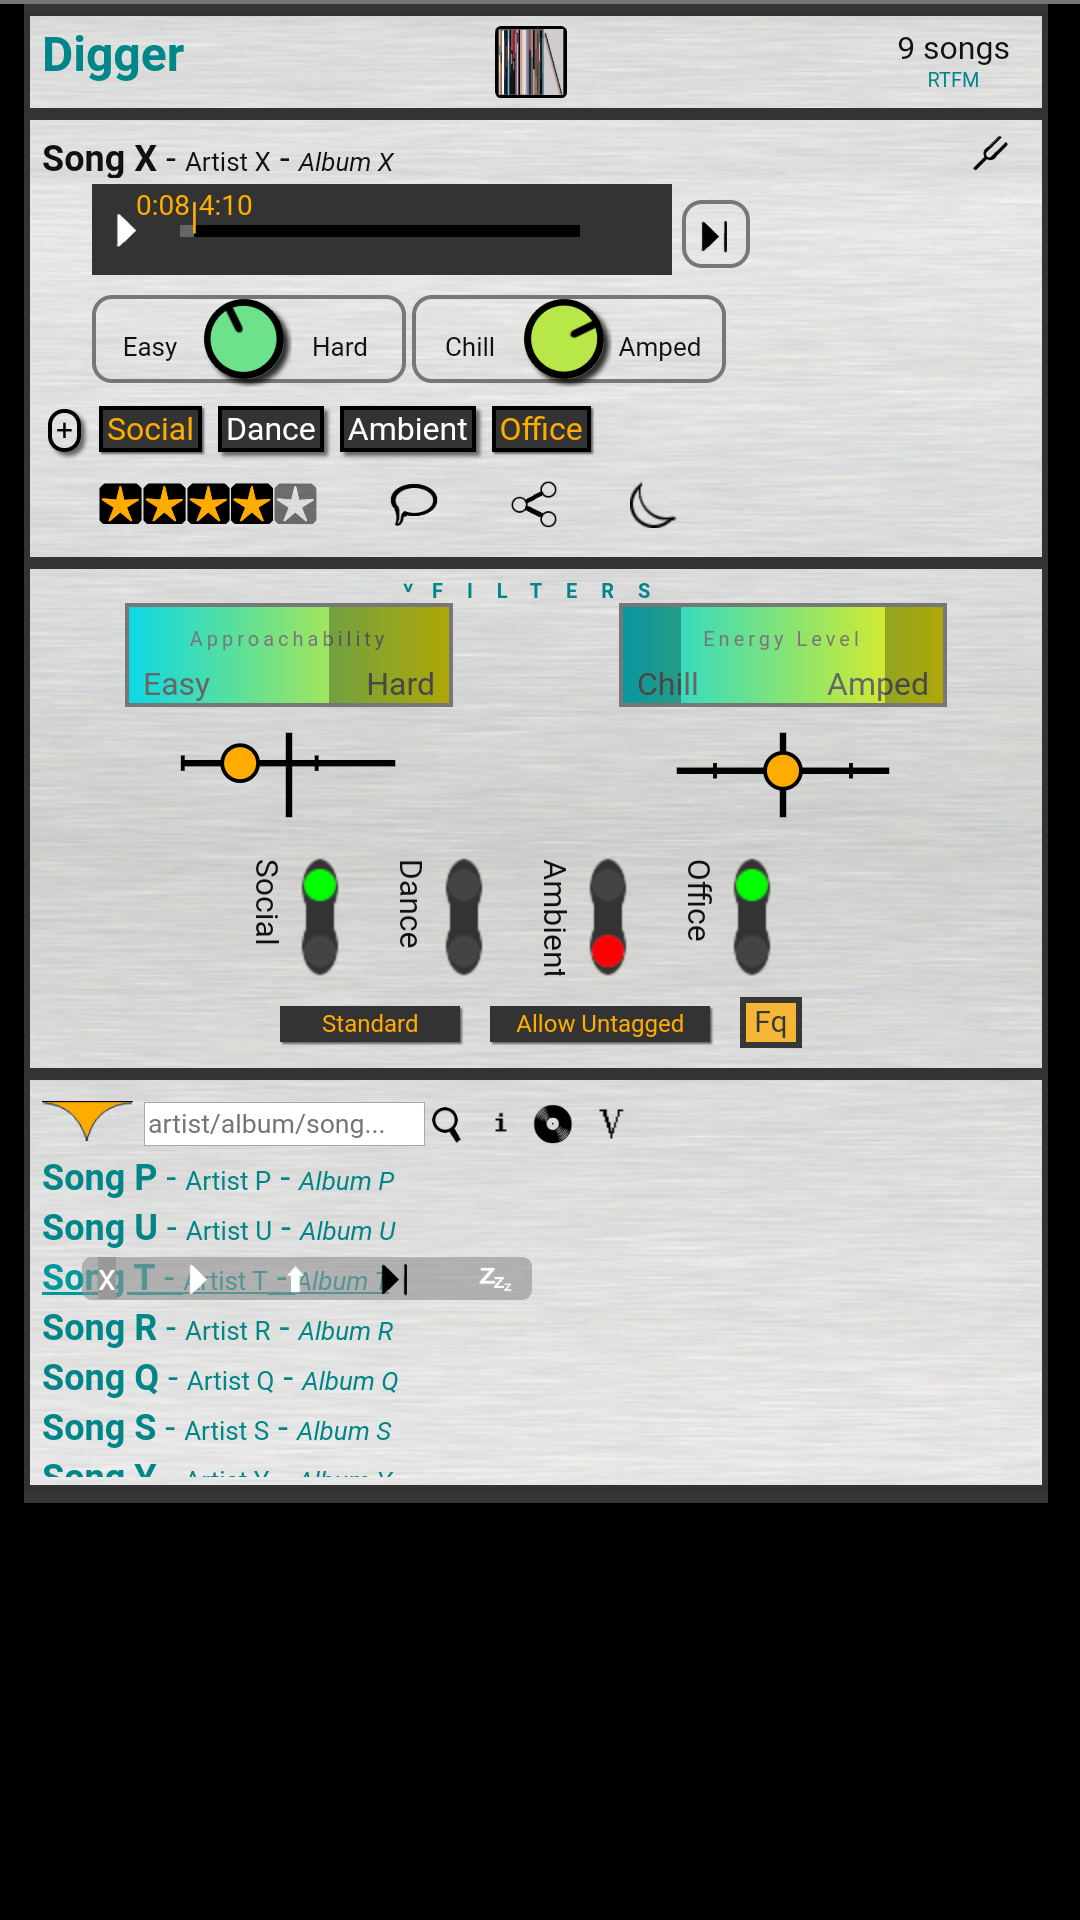 Digger
9 songs
RTFM
Song X - Artist X - Album X
0:08 4:10
Easy Hard Chill Amped
+ Social Dance Ambient Office
v F I L T E R S
Approachability Energy Level
Easy Hard Chill Amped
Social Dance Ambient Office
Standard Allow Untagged Fq
artist/album/song... i V
Song P - Artist P - Album P
Song U - Artist U - Album U
Song T - Artist T - Album T
X Zzz
Song R - Artist R - Album R
Song Q - Artist Q - Album Q
Song S - Artist S - Album S
Song Y - Artist Y - Album Y